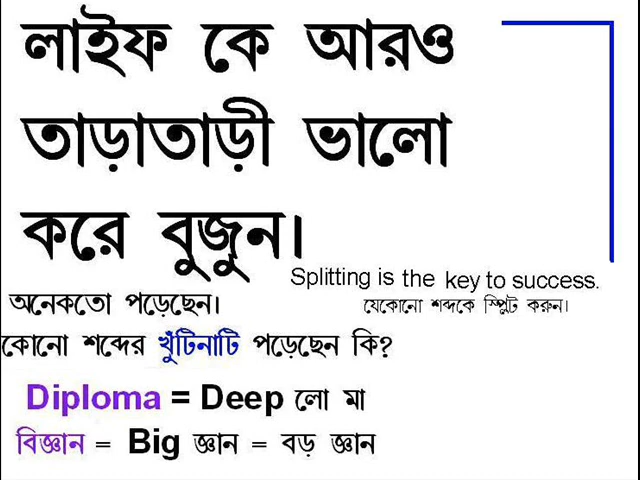 লাইফ কে আরও
তাড়াতাড়ী ভালো
করে বুজুন।
Splitting is the key to success.
অনেকতো পড়েছেন।
যেকোনো শব্দকে স্প্লিট করুন।
কোনো শব্দের খুঁটিনাটি পড়েছেন কি?
Diploma = Deep লো মা
বিজ্ঞান = Big জ্ঞান = বড় জ্ঞান